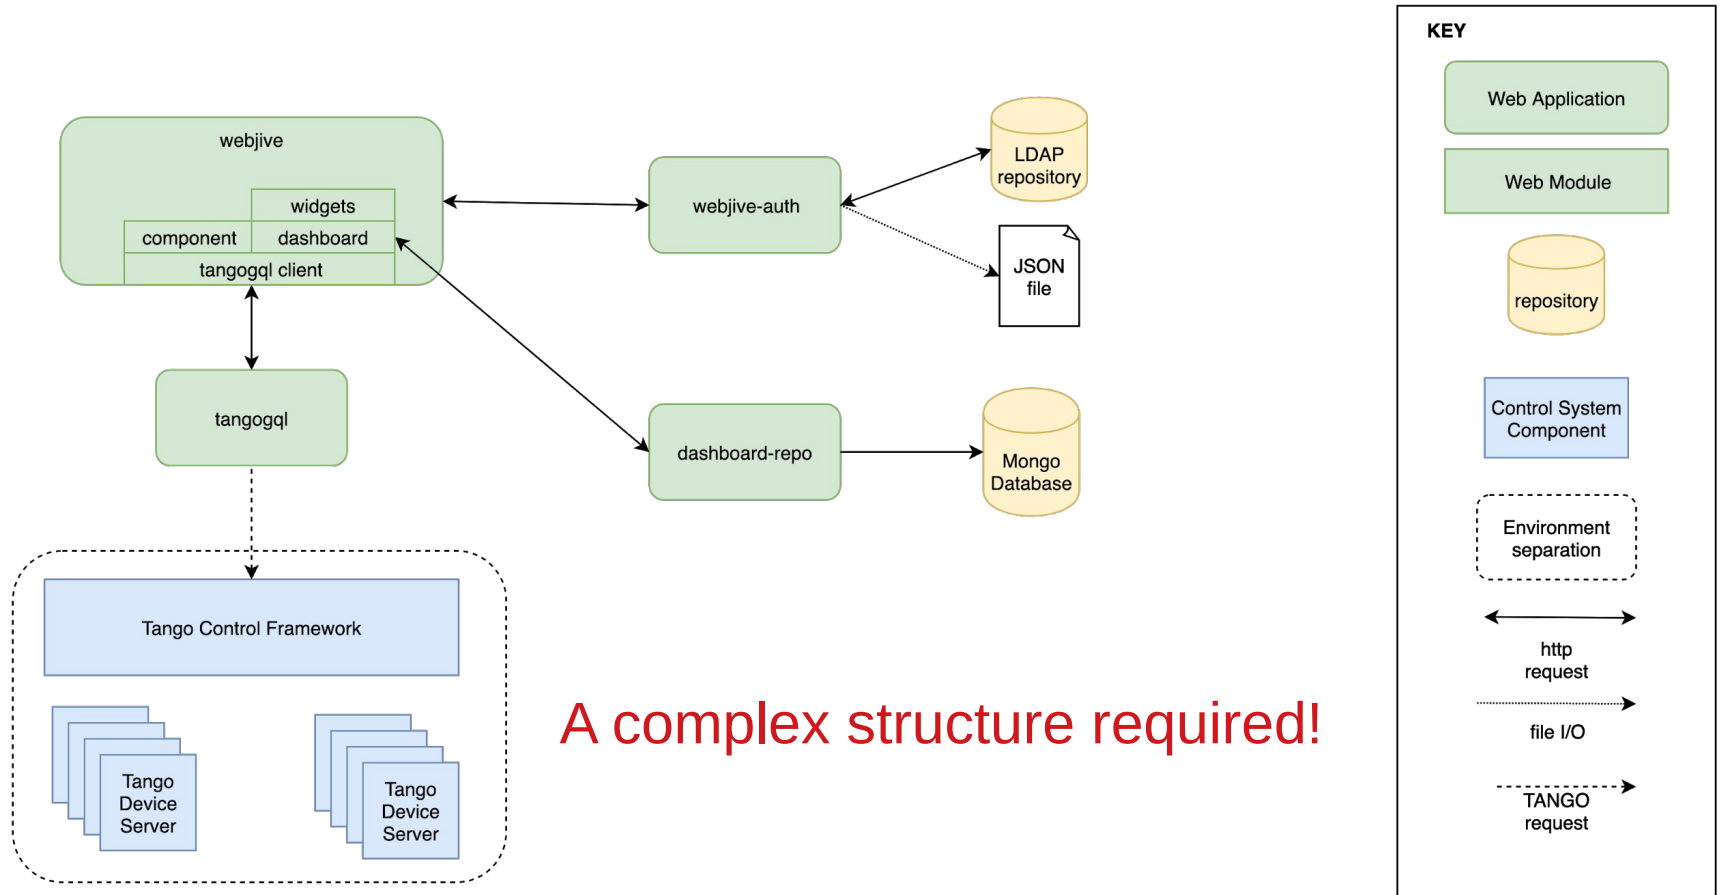 webjive
widgets
component
dashboard
tangogql client
webjive-auth
LDAP
repository
JSON
file
tangogql
dashboard-repo
Mongo
Database
Tango Control Framework
Tango
Device
Server
Tango
Device
Server
A complex structure required!
KEY
Web Application
Web Module
repository
Control System
Component
Environment
separation
http
request
file I/O
TANGO
request